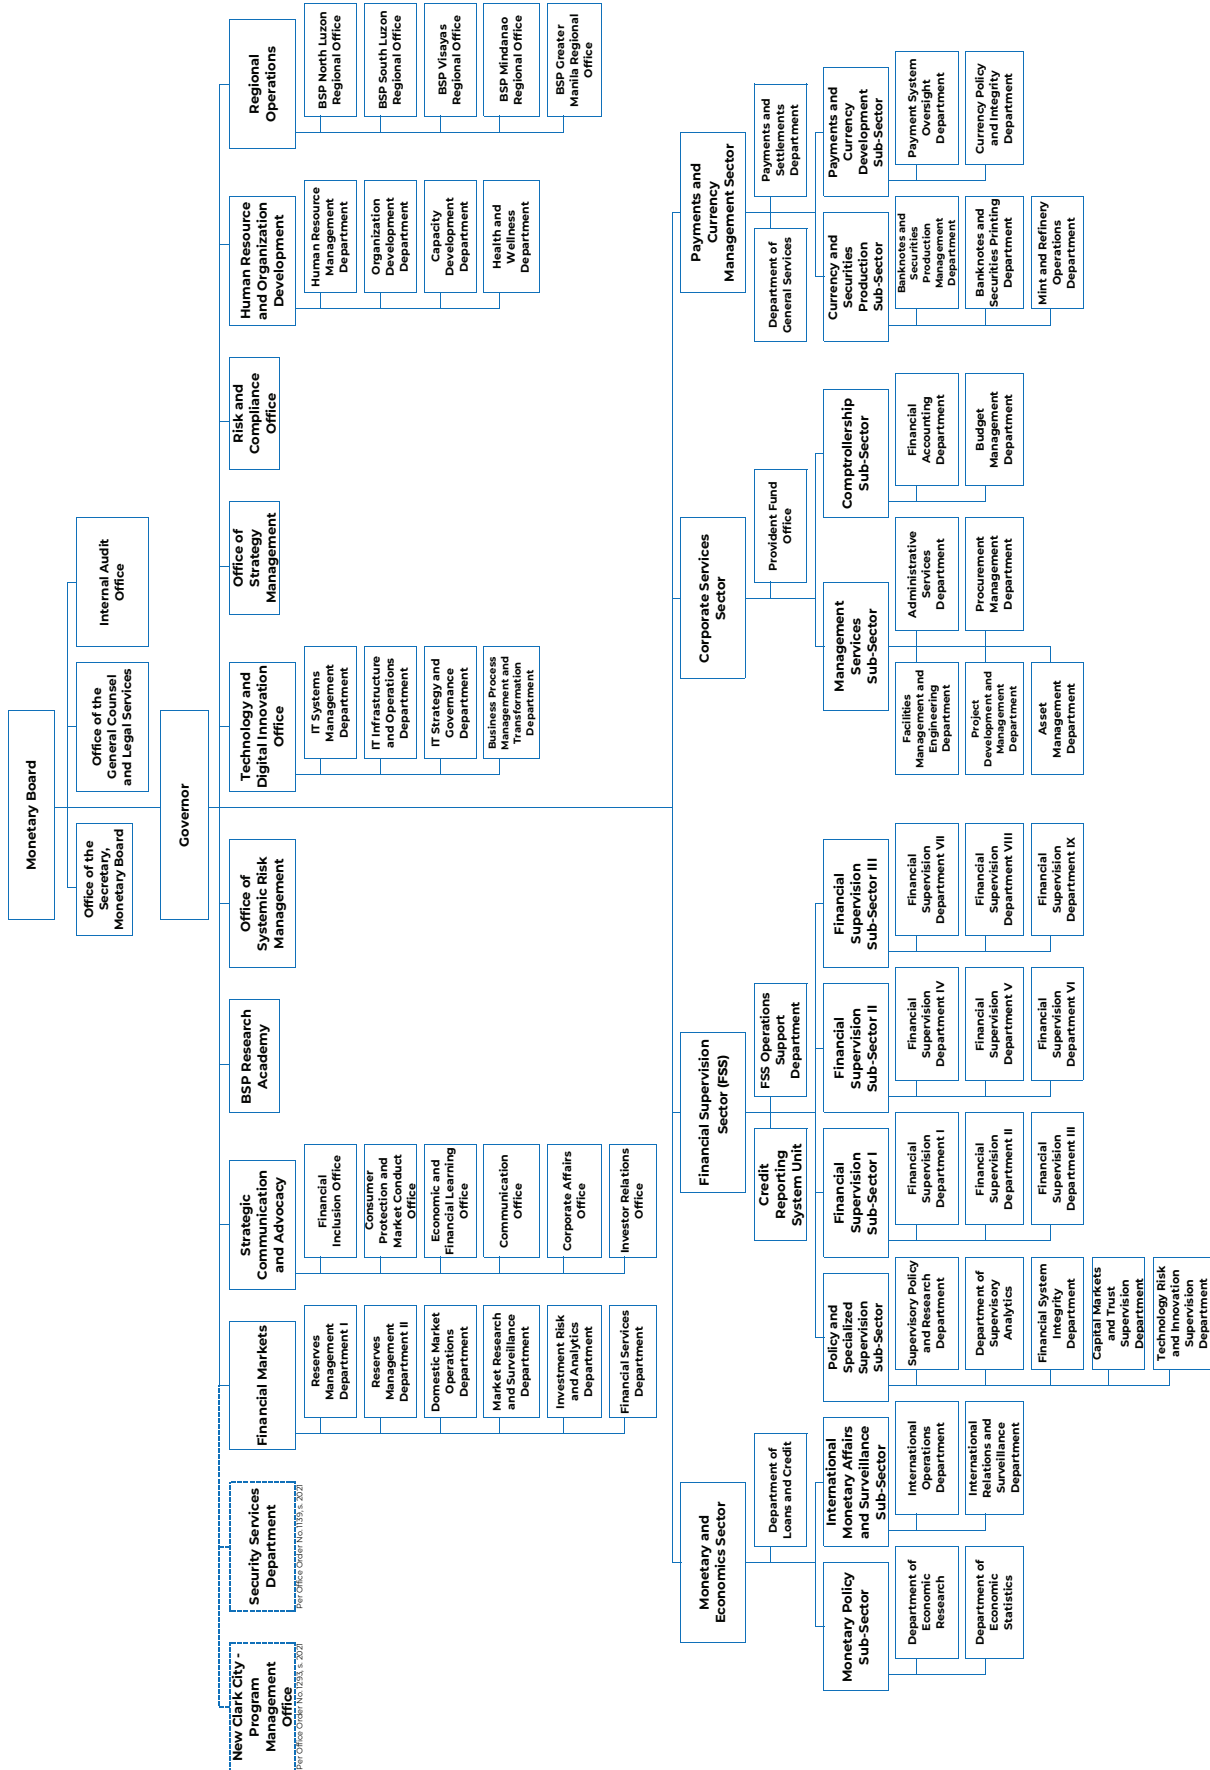 Monetary Board
Office of the
Secretary,
Monetary Board
Office of the
General Counsel
and Legal Services
Internal Audit
Office
Governor
New Clark City -
Program
Management
Office
Per Office Order No. 1293, s. 2021
Security Services
Department
Per Office Order No. 1139, s. 2021
Financial Markets
Reserves
Management
Department I
Reserves
Management
Department II
Domestic Market
Operations
Department
Market Research
and Surveillance
Department
Investment Risk
and Analytics
Department
Financial Services
Department
Strategic
Communication
and Advocacy
Financial
Inclusion Office
Consumer
Protection and
Market Conduct
Office
Economic and
Financial Learning
Office
Communication
Office
Corporate Affairs
Office
Investor Relations
Office
BSP Research
Academy
Office of
Systemic Risk
Management
Technology and
Digital Innovation
Office
IT Systems
Management
Department
IT Infrastructure
and Operations
Department
IT Strategy and
Governance
Department
Business Process
Management and
Transformation
Department
Office of
Strategy
Management
Risk and
Compliance
Office
Human Resource
and Organization
Development
Human Resource
Management
Department
Organization
Development
Department
Capacity
Development
Department
Health and
Wellness
Department
Regional
Operations
BSP North Luzon
Regional Office
BSP South Luzon
Regional Office
BSP Visayas
Regional Office
BSP Mindanao
Regional Office
BSP Greater
Manila Regional
Office
Monetary and
Economics Sector
Department of
Loans and Credit
Monetary Policy
Sub-Sector
Department of
Economic
Research
Department of
Economic
Statistics
International
Monetary Affairs
and Surveillance
Sub-Sector
International
Operations
Department
International
Relations and
Surveillance
Department
Financial Supervision
Sector (FSS)
Credit
Reporting
System Unit
FSS Operations
Support
Department
Policy and
Specialized
Supervision
Sub-Sector
Supervisory Policy
and Research
Department
Department of
Supervisory
Analytics
Financial System
Integrity
Department
Capital Markets
and Trust
Supervision
Department
Technology Risk
and Innovation
Supervision
Department
Financial
Supervision
Sub-Sector I
Financial
Supervision
Department I
Financial
Supervision
Department II
Financial
Supervision
Department III
Financial
Supervision
Sub-Sector II
Financial
Supervision
Department IV
Financial
Supervision
Department V
Financial
Supervision
Department VI
Financial
Supervision
Sub-Sector III
Financial
Supervision
Department VII
Financial
Supervision
Department VIII
Financial
Supervision
Department IX
Corporate Services
Sector
Provident Fund
Office
Management
Services
Sub-Sector
Facilities
Management and
Engineering
Department
Administrative
Services
Department
Project
Development and
Management
Department
Procurement
Management
Department
Asset
Management
Department
Comptrollership
Sub-Sector
Financial
Accounting
Department
Budget
Management
Department
Payments and
Currency
Management Sector
Department of
General Services
Payments and
Settlements
Department
Currency and
Securities
Production
Sub-Sector
Banknotes and
Securities
Production
Management
Department
Banknotes and
Securities Printing
Department
Mint and Refinery
Operations
Department
Payments and
Currency
Development
Sub-Sector
Payment System
Oversight
Department
Currency Policy
and Integrity
Department